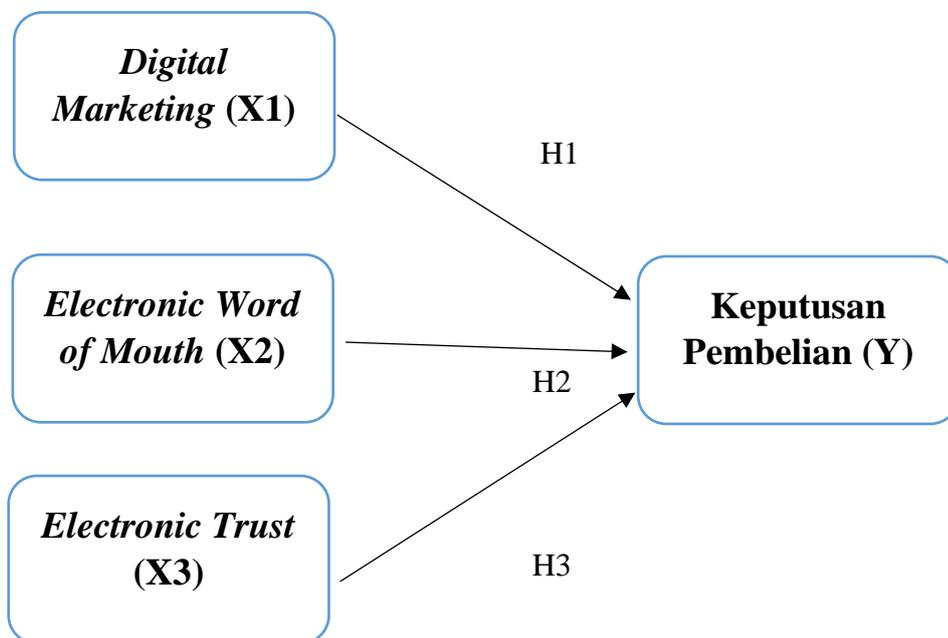 Digital
Marketing (X1)
H1
Electronic Word
of Mouth (X2)
Keputusan
Pembelian (Y)
H2
Electronic Trust
(X3)
H3